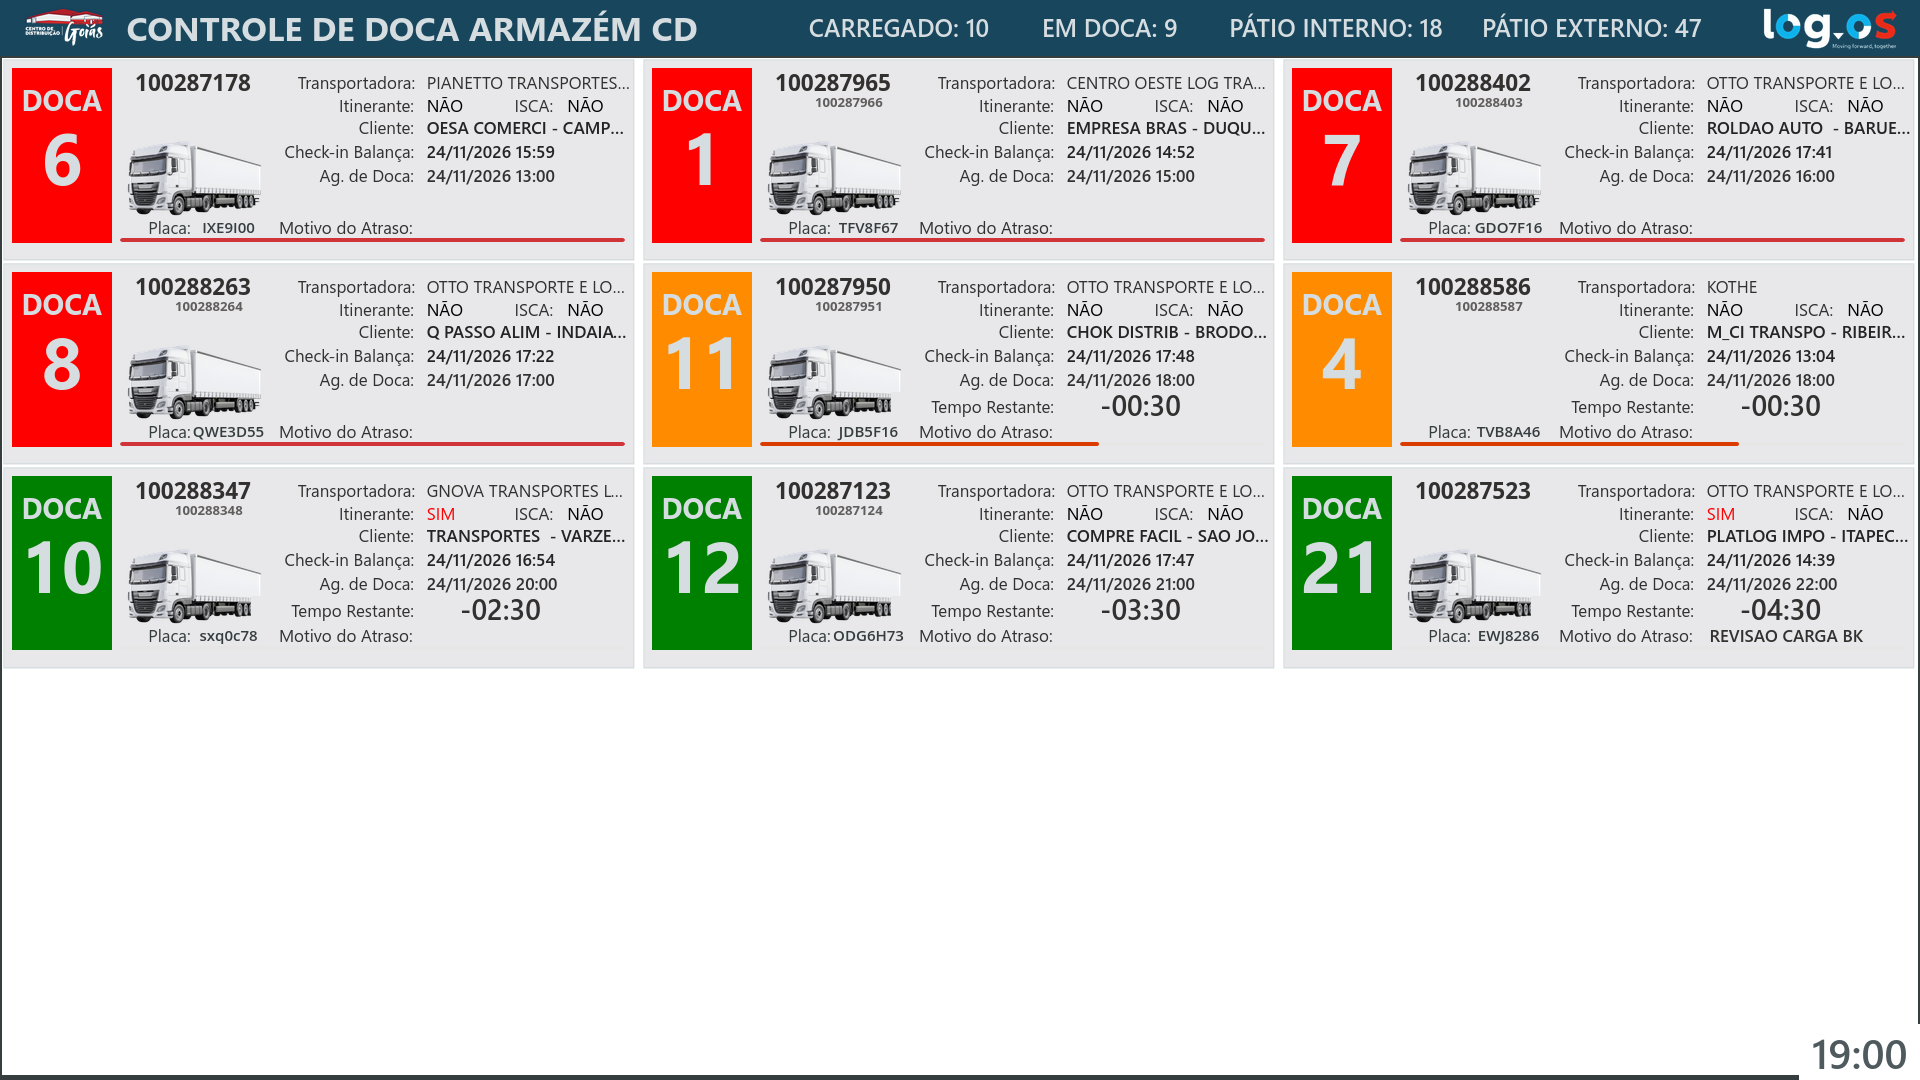 CENTRO DE DISTRIBUIÇÃO Goiás
CONTROLE DE DOCA ARMAZÉM CD
CARREGADO: 10
EM DOCA: 9
PÁTIO INTERNO: 18
PÁTIO EXTERNO: 47
log.os
Moving forward, together
DOCA
6
100287178
Transportadora: PIANETTO TRANSPORTES...
Itinerante: NÃO ISCA: NÃO
Cliente: OESA COMERCI - CAMP...
Check-in Balança: 24/11/2026 15:59
Ag. de Doca: 24/11/2026 13:00
Placa: IXE9I00 Motivo do Atraso:
DOCA
1
100287965
100287966
Transportadora: CENTRO OESTE LOG TRA...
Itinerante: NÃO ISCA: NÃO
Cliente: EMPRESA BRAS - DUQU...
Check-in Balança: 24/11/2026 14:52
Ag. de Doca: 24/11/2026 15:00
Placa: TFV8F67 Motivo do Atraso:
DOCA
7
100288402
100288403
Transportadora: OTTO TRANSPORTE E LO...
Itinerante: NÃO ISCA: NÃO
Cliente: ROLDAO AUTO - BARUE...
Check-in Balança: 24/11/2026 17:41
Ag. de Doca: 24/11/2026 16:00
Placa: GDO7F16 Motivo do Atraso:
DOCA
8
100288263
100288264
Transportadora: OTTO TRANSPORTE E LO...
Itinerante: NÃO ISCA: NÃO
Cliente: Q PASSO ALIM - INDAIA...
Check-in Balança: 24/11/2026 17:22
Ag. de Doca: 24/11/2026 17:00
Placa: QWE3D55 Motivo do Atraso:
DOCA
11
100287950
100287951
Transportadora: OTTO TRANSPORTE E LO...
Itinerante: NÃO ISCA: NÃO
Cliente: CHOK DISTRIB - BRODO...
Check-in Balança: 24/11/2026 17:48
Ag. de Doca: 24/11/2026 18:00
Tempo Restante: -00:30
Placa: JDB5F16 Motivo do Atraso:
DOCA
4
100288586
100288587
Transportadora: KOTHE
Itinerante: NÃO ISCA: NÃO
Cliente: M_CI TRANSPO - RIBEIR...
Check-in Balança: 24/11/2026 13:04
Ag. de Doca: 24/11/2026 18:00
Tempo Restante: -00:30
Placa: TVB8A46 Motivo do Atraso:
DOCA
10
100288347
100288348
Transportadora: GNOVA TRANSPORTES L...
Itinerante: SIM ISCA: NÃO
Cliente: TRANSPORTES - VARZE...
Check-in Balança: 24/11/2026 16:54
Ag. de Doca: 24/11/2026 20:00
Tempo Restante: -02:30
Placa: sxq0c78 Motivo do Atraso:
DOCA
12
100287123
100287124
Transportadora: OTTO TRANSPORTE E LO...
Itinerante: NÃO ISCA: NÃO
Cliente: COMPRE FACIL - SAO JO...
Check-in Balança: 24/11/2026 17:47
Ag. de Doca: 24/11/2026 21:00
Tempo Restante: -03:30
Placa: ODG6H73 Motivo do Atraso:
DOCA
21
100287523
Transportadora: OTTO TRANSPORTE E LO...
Itinerante: SIM ISCA: NÃO
Cliente: PLATLOG IMPO - ITAPEC...
Check-in Balança: 24/11/2026 14:39
Ag. de Doca: 24/11/2026 22:00
Tempo Restante: -04:30
Placa: EWJ8286 Motivo do Atraso: REVISAO CARGA BK
19:00